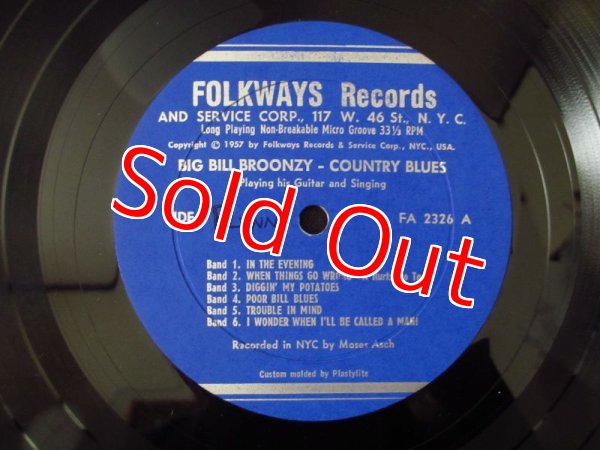 FOLKWAYS Records
AND SERVICE CORP., 117 W. 46 St., N. Y. C.
Long Playing Non-Breakable Micro Groove 33⅓ RPM
Copyright © 1957 by Folkways Records & Service Corp., NYC., USA.
BIG BILL BROONZY – COUNTRY BLUES
Playing his Guitar and Singing
FA 2326 A
Sold Out
Band 1. IN THE EVENING
Band 2. WHEN THINGS GO
Band 3. DIGGIN' MY POTATOES
Band 4. POOR BILL BLUES
Band 5. TROUBLE IN MIND
Band 6. I WONDER WHEN I'LL BE CALLED A MAN!
Recorded in NYC by Moses Asch
Custom molded by Plastylite